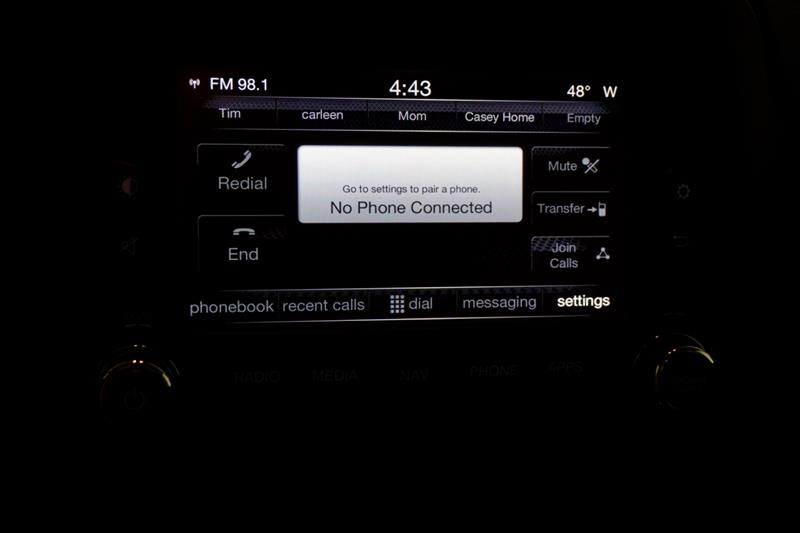 FM 98.1 4:43 48° W
Tim carleen Mom Casey Home Empty
Redial
Go to settings to pair a phone.
No Phone Connected
Mute
Transfer
End
Join
Calls
phonebook recent calls dial messaging settings
RADIO MEDIA NAV PHONE APPS